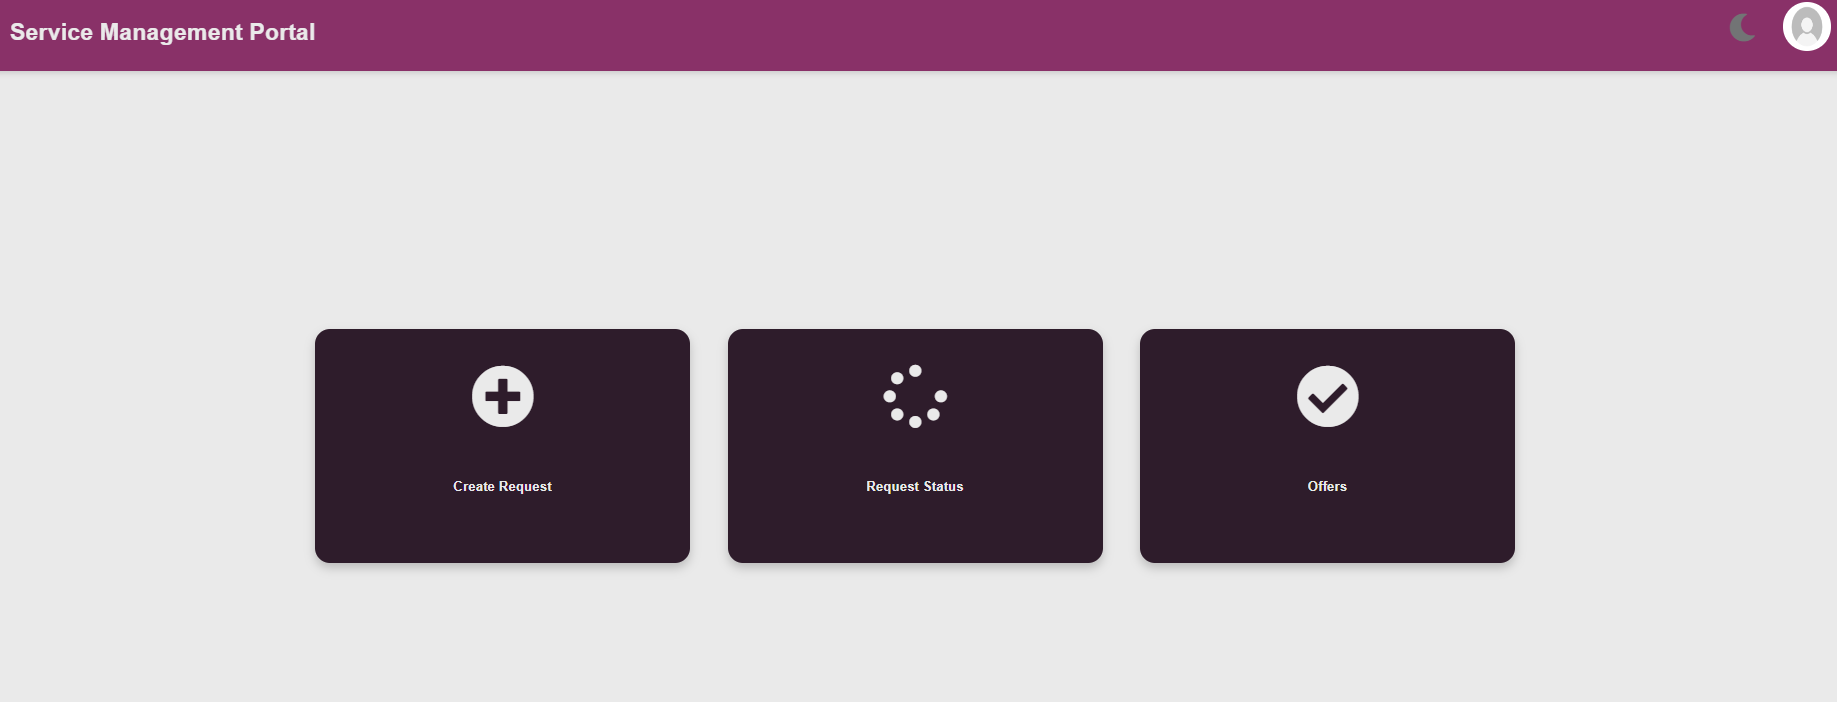 Service Management Portal
Create Request
Request Status
Offers